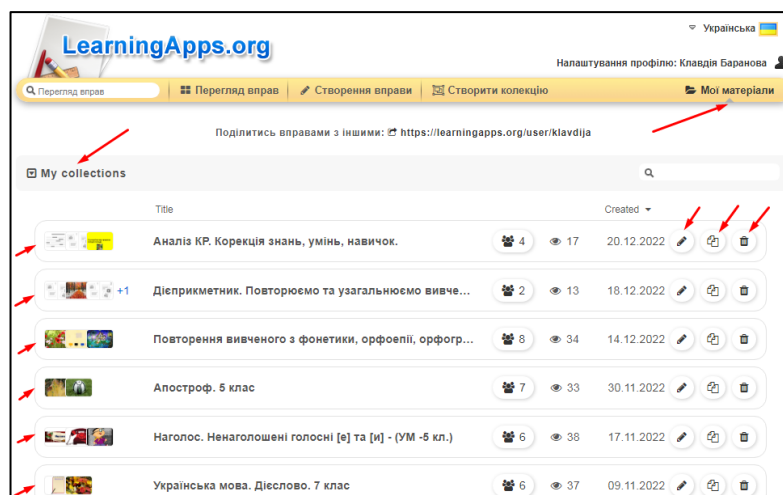 Українська
LearningApps.org
Налаштування профілю: Клавдія Баранова
Перегляд вправ Перегляд вправ Створення вправи Створити колекцію Мої матеріали
Поділитись вправами з іншими: https://learningapps.org/user/klavdija
My collections
Title Created
Аналіз КР. Корекція знань, умінь, навичок. 4 17 20.12.2022
+1 Дієприкметник. Повторюємо та узагальнюємо вивче... 2 13 18.12.2022
Повторення вивченого з фонетики, орфоепії, орфогр... 8 34 14.12.2022
Апостроф. 5 клас 7 33 30.11.2022
Наголос. Ненаголошені голосні [е] та [и] - (УМ -5 кл.) 6 38 17.11.2022
Українська мова. Дієслово. 7 клас 6 37 09.11.2022